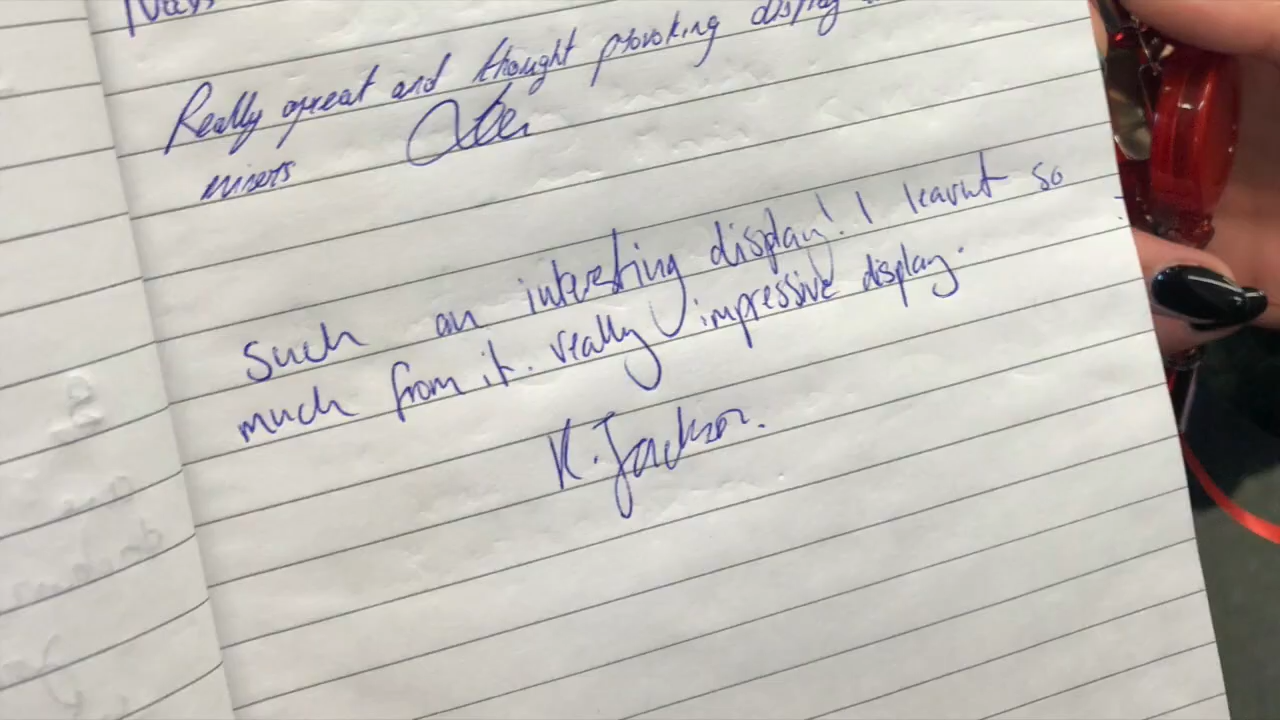 Really great and thought provoking display
miners
Such an interesting display! I learnt so
much from it. really impressive display.
K. Jackson.